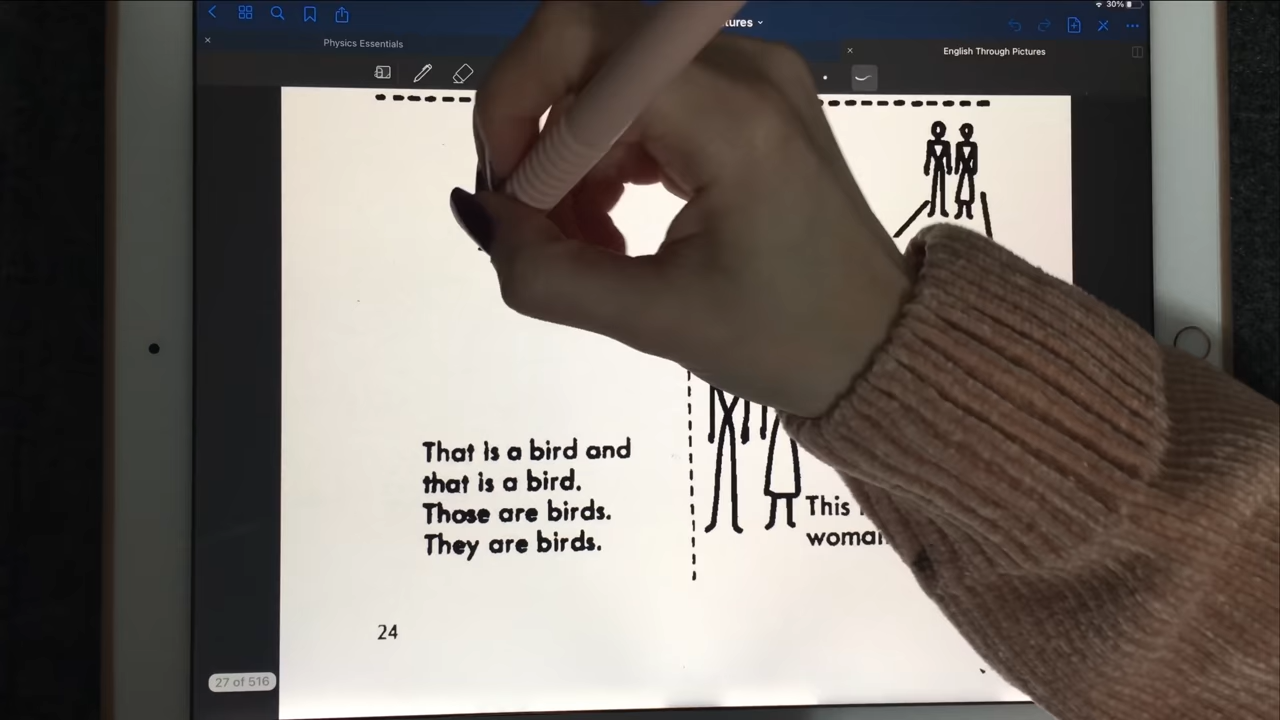 30%
Physics Essentials
English Through Pictures
That is a bird and
that is a bird.
Those are birds.
They are birds.
This
24
27 of 516